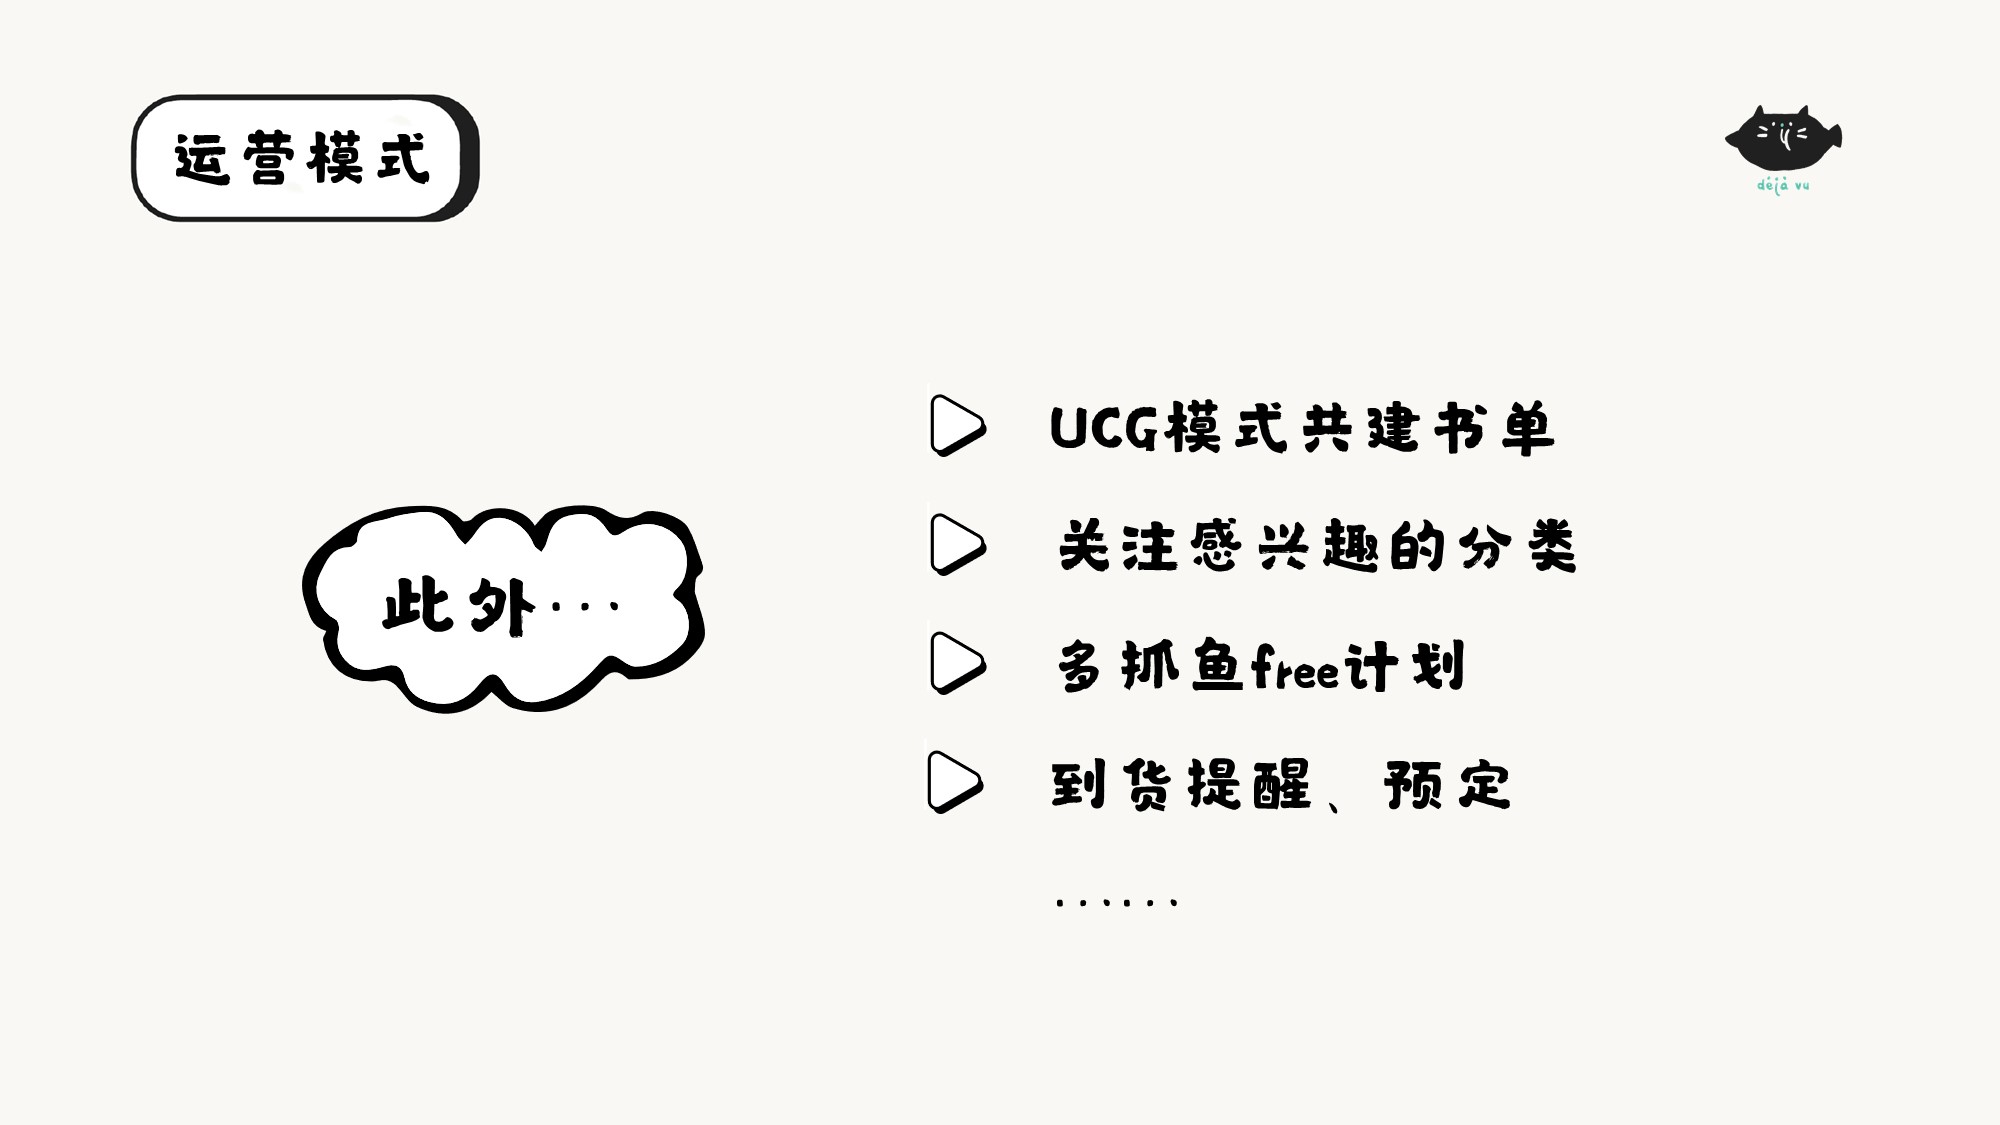 运营模式
déjà vu
此外···
UCG模式共建书单
关注感兴趣的分类
多抓鱼free计划
到货提醒、预定
······